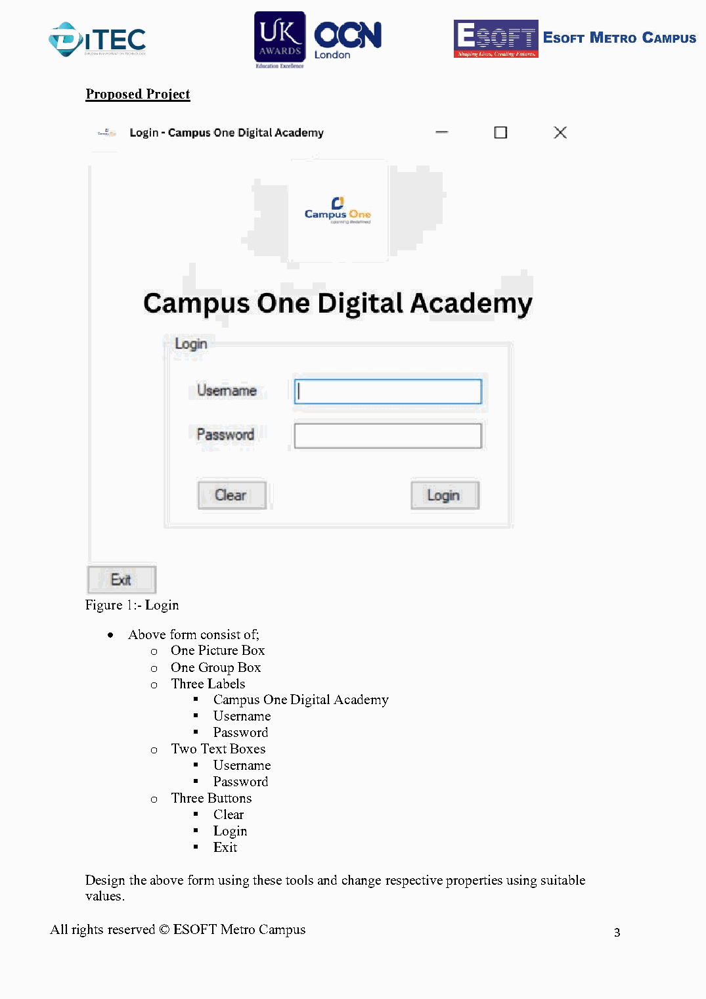 DiTEC
DIPLOMA IN INFORMATION TECHNOLOGY
UK
AWARDS
Education Excellence
OCN
London
ESOFT
Shaping Lives, Creating Futures.
ESOFT METRO CAMPUS
Proposed Project
Login - Campus One Digital Academy
Campus One
Learning Redefined
Campus One Digital Academy
Login
Username
Password
Clear Login
Exit
Figure 1:- Login
• Above form consist of;
o One Picture Box
o One Group Box
o Three Labels
▪ Campus One Digital Academy
▪ Username
▪ Password
o Two Text Boxes
▪ Username
▪ Password
o Three Buttons
▪ Clear
▪ Login
▪ Exit
Design the above form using these tools and change respective properties using suitable
values.
All rights reserved © ESOFT Metro Campus 3